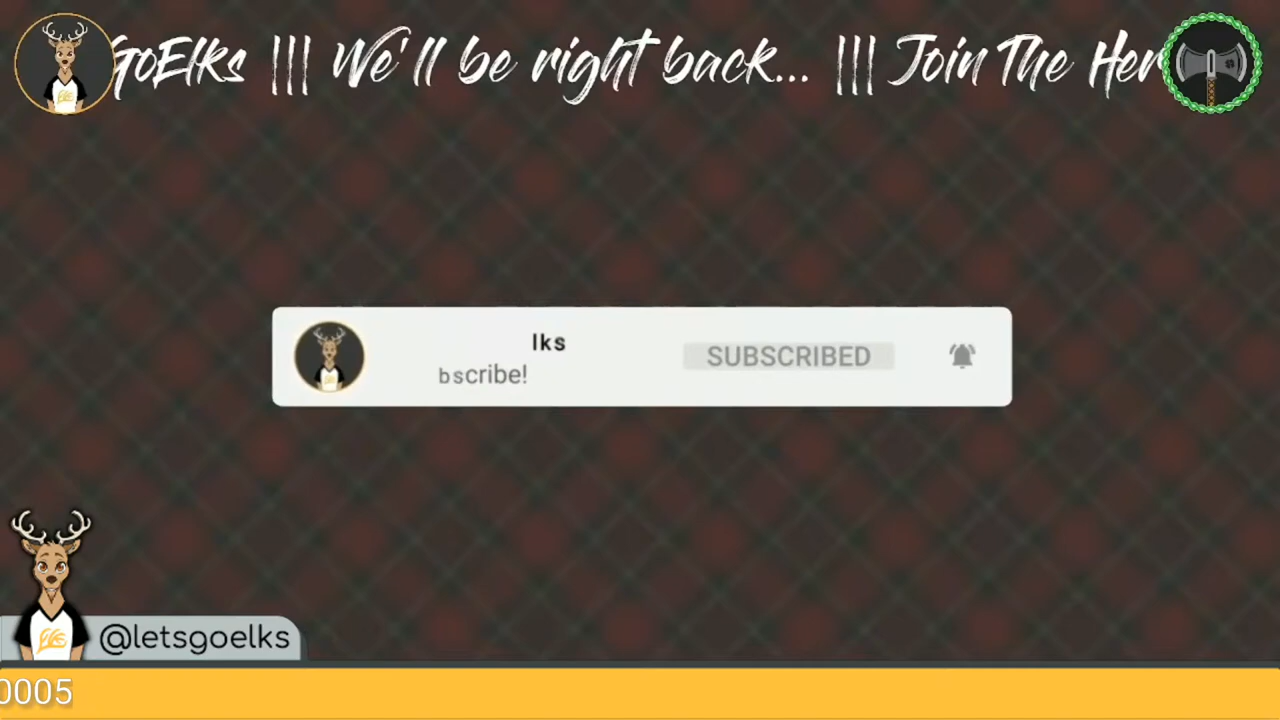 GoElks ||| We'll be right back... ||| Join The Her
lks
bscribe!
SUBSCRIBED
@letsgoelks
0005